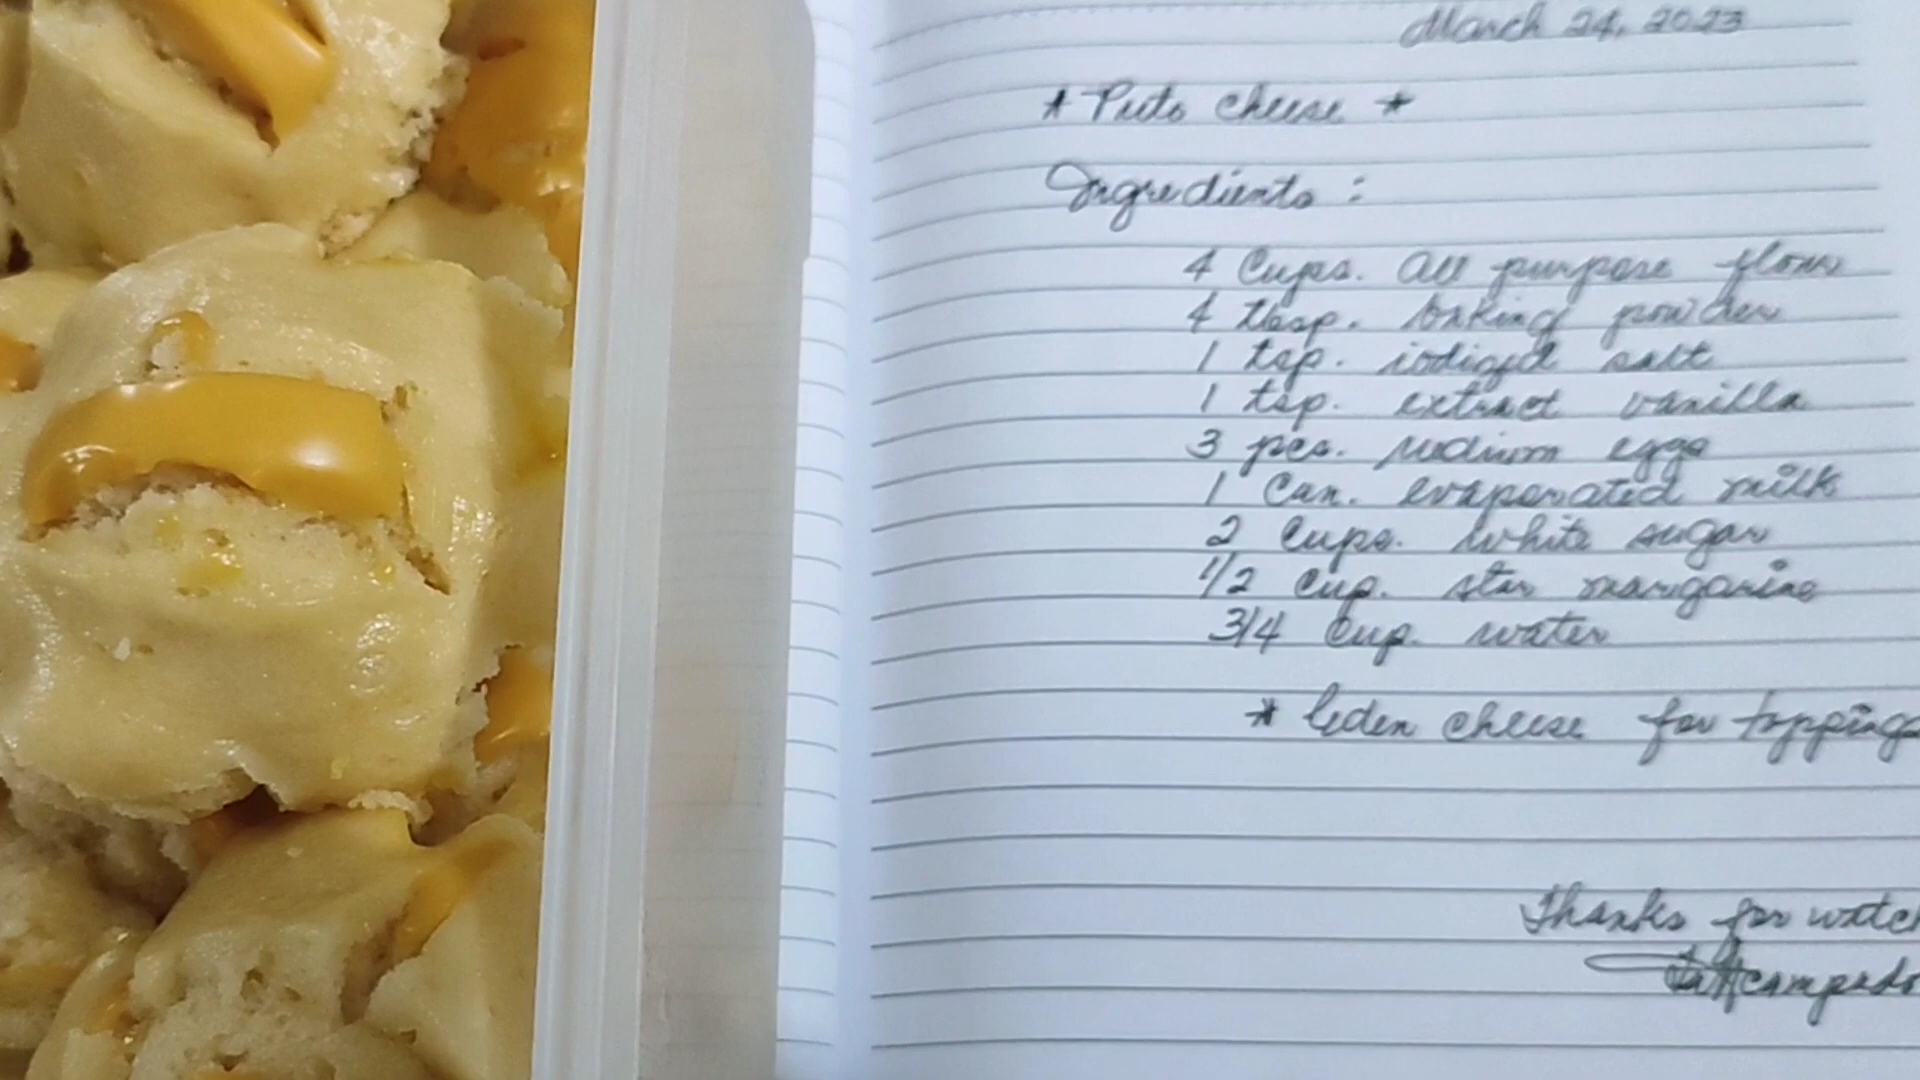 March 24, 2023
* Puto cheese *
Ingredients :
4 Cups. All purpose flour
4 tbsp. baking powder
1 tsp. iodized salt
1 tsp. extract vanilla
3 pcs. medium eggs
1 Can. evaporated milk
2 Cups. white sugar
1/2 Cup. star margarine
3/4 Cup. water
* Eden cheese for toppings
Thanks for watch